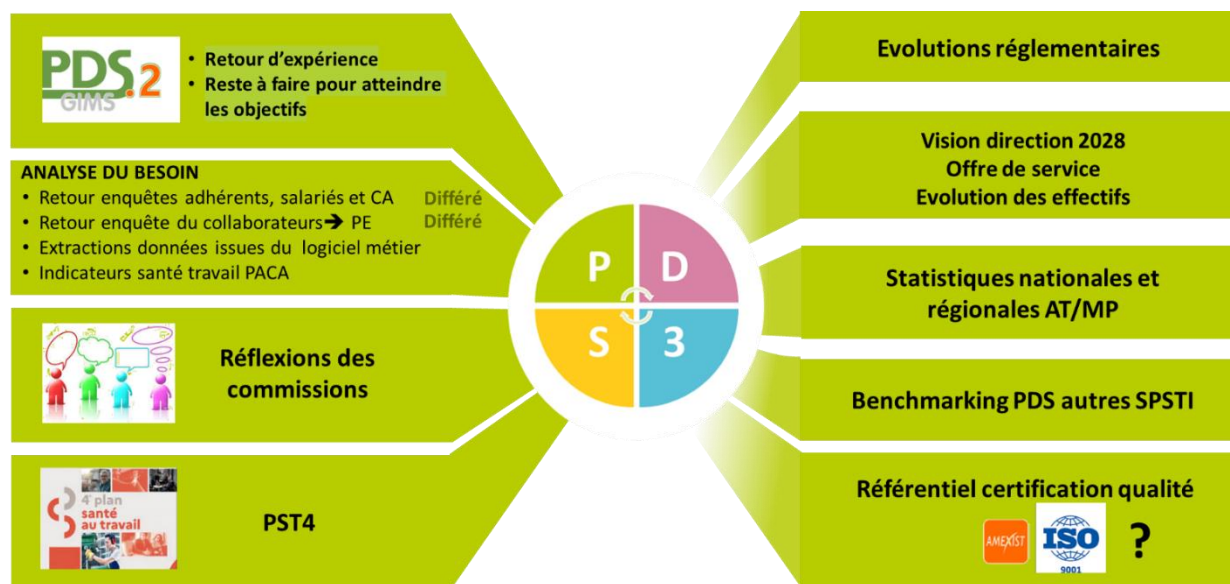 PDS.2
GIMS
• Retour d'expérience
• Reste à faire pour atteindre
les objectifs
ANALYSE DU BESOIN
• Retour enquêtes adhérents, salariés et CA Différé
• Retour enquête du collaborateurs➔ PE Différé
• Extractions données issues du logiciel métier
• Indicateurs santé travail PACA
Réflexions des
commissions
4e plan
santé
au travail
PST4
P D
S 3
Evolutions réglementaires
Vision direction 2028
Offre de service
Evolution des effectifs
Statistiques nationales et
régionales AT/MP
Benchmarking PDS autres SPSTI
Référentiel certification qualité
AMEXIST
ISO
9001
?